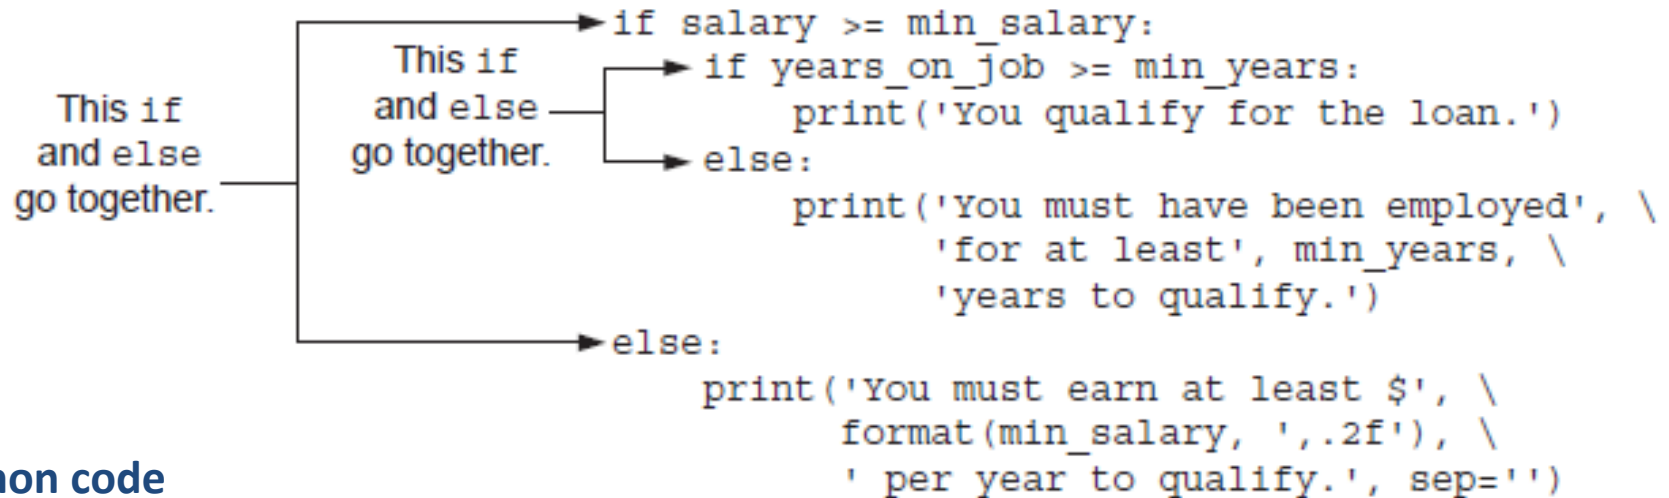 This if
and else
go together.
This if
and else
go together.
if salary >= min_salary:
    if years_on_job >= min_years:
        print('You qualify for the loan.')
    else:
        print('You must have been employed', \
              'for at least', min_years, \
              'years to qualify.')
else:
    print('You must earn at least $', \
          format(min_salary, ',.2f'), \
          ' per year to qualify.', sep='')
code